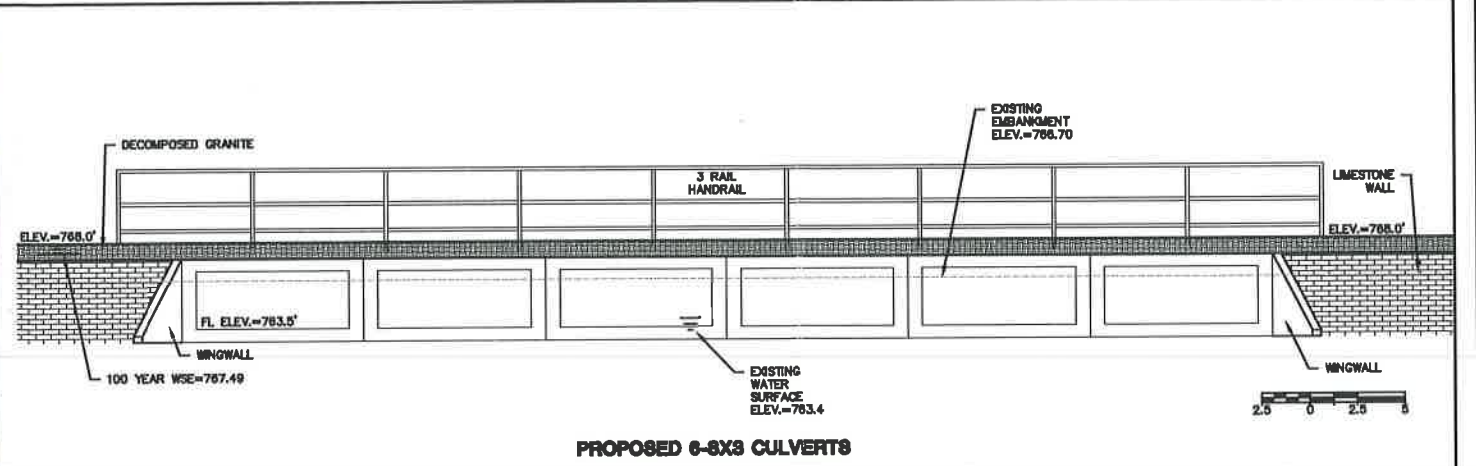 DECOMPOSED GRANITE
EXISTING
EMBANKMENT
ELEV.=766.70
3 RAIL
HANDRAIL
LIMESTONE
WALL
ELEV.=768.0'
ELEV.=768.0'
FL ELEV.=763.5'
WINGWALL
100 YEAR WSE=767.49
EXISTING
WATER
SURFACE
ELEV.=763.4
WINGWALL
2.5 0 2.5 5
PROPOSED 6-8X3 CULVERTS